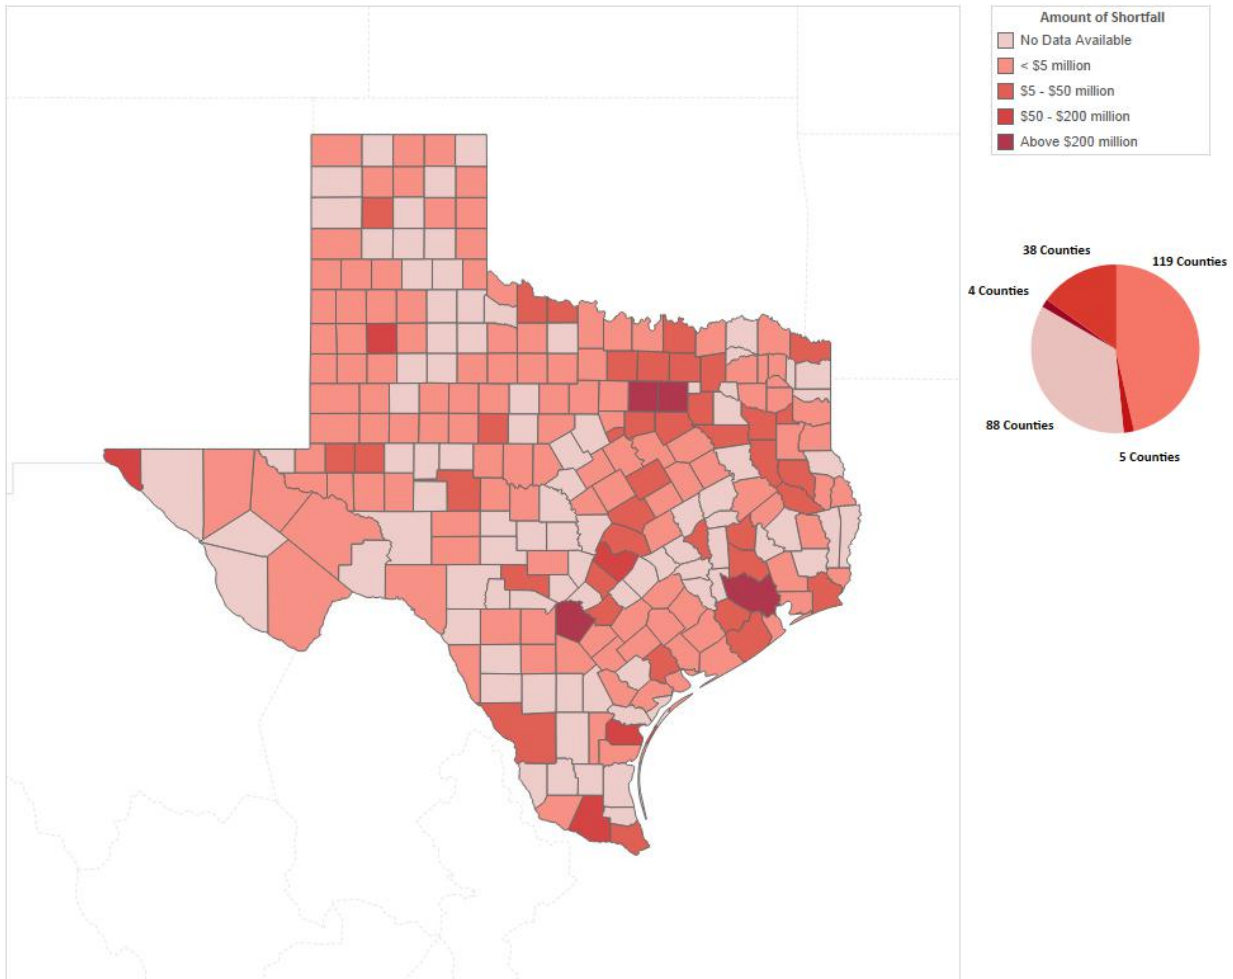 Amount of Shortfall
No Data Available
< $5 million
$5 - $50 million
$50 - $200 million
Above $200 million
38 Counties
119 Counties
4 Counties
88 Counties
5 Counties